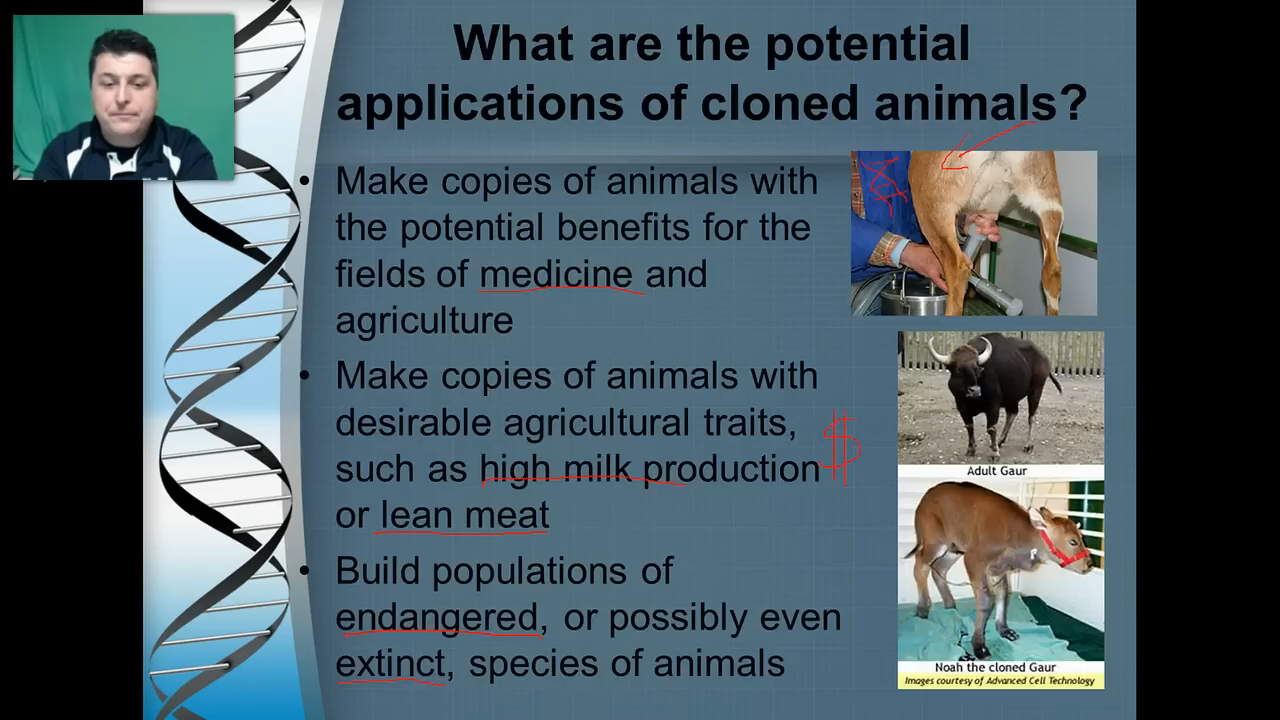 What are the potential
applications of cloned animals?
• Make copies of animals with
the potential benefits for the
fields of medicine and
agriculture
• Make copies of animals with
desirable agricultural traits,
such as high milk production
or lean meat
$
• Build populations of
endangered, or possibly even
extinct, species of animals
Adult Gaur
Noah the cloned Gaur
Images courtesy of Advanced Cell Technology